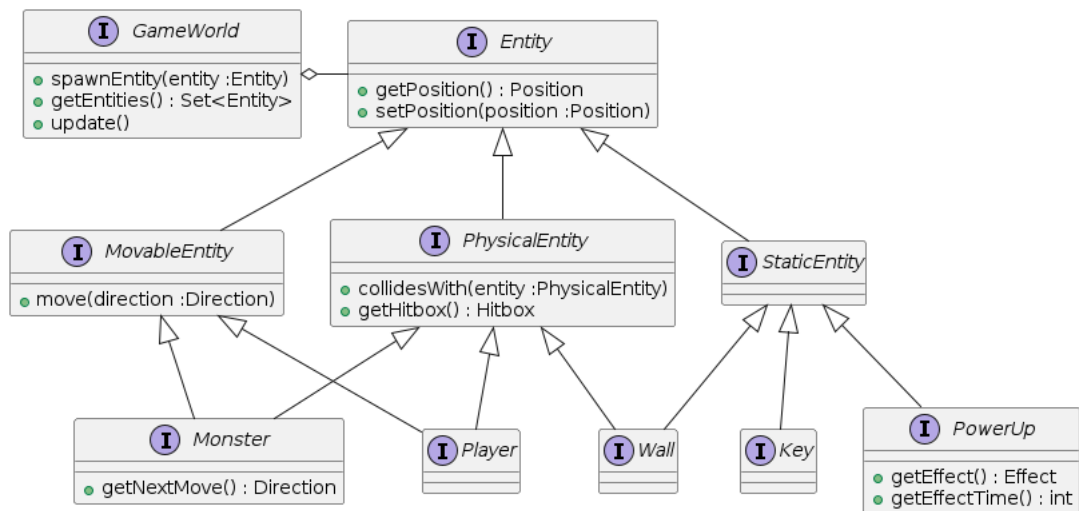 I GameWorld
spawnEntity(entity :Entity)
getEntities() : Set<Entity>
update()
I Entity
getPosition() : Position
setPosition(position :Position)
I MovableEntity
move(direction :Direction)
I PhysicalEntity
collidesWith(entity :PhysicalEntity)
getHitbox() : Hitbox
I StaticEntity
I Monster
getNextMove() : Direction
I Player
I Wall
I Key
I PowerUp
getEffect() : Effect
getEffectTime() : int